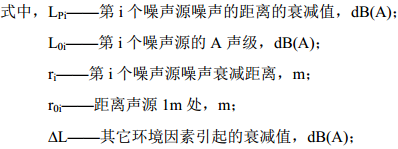 式中，LPi——第 i 个噪声源噪声的距离的衰减值，dB(A)；
L0i——第 i 个噪声源的 A 声级，dB(A)；
ri——第 i 个噪声源噪声衰减距离，m；
r0i——距离声源 1m 处，m；
ΔL——其它环境因素引起的衰减值，dB(A)；